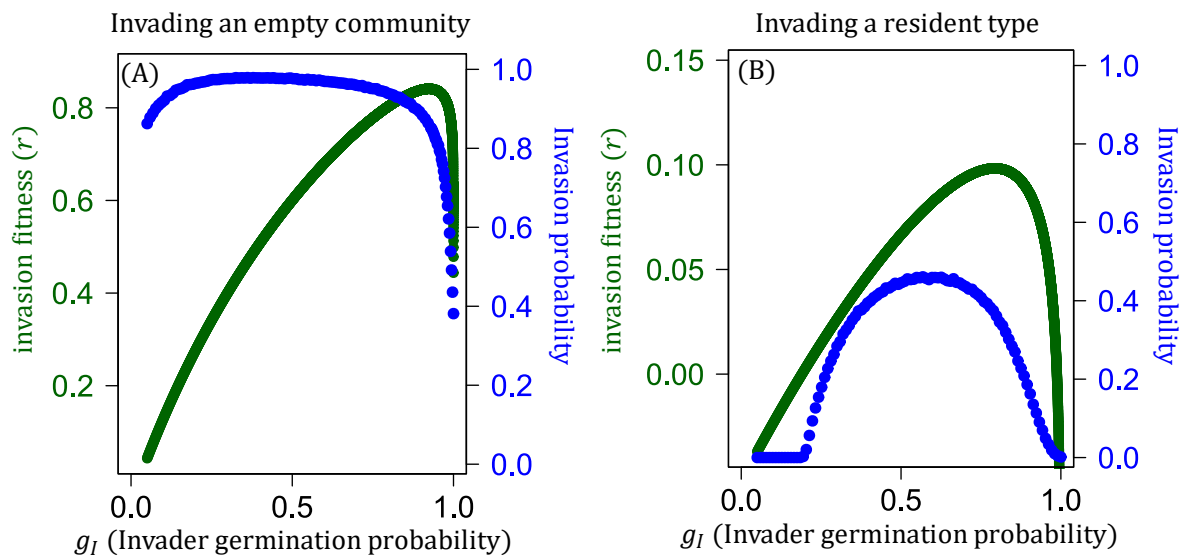 Invading an empty community
(A)
invasion fitness (r)
0.8
0.6
0.4
0.2
1.0
0.8
0.6
0.4
0.2
0.0
Invasion probability
0.0 0.5 1.0
g_I (Invader germination probability)
Invading a resident type
(B)
invasion fitness (r)
0.15
0.10
0.05
0.00
1.0
0.8
0.6
0.4
0.2
0.0
Invasion probability
0.0 0.5 1.0
g_I (Invader germination probability)